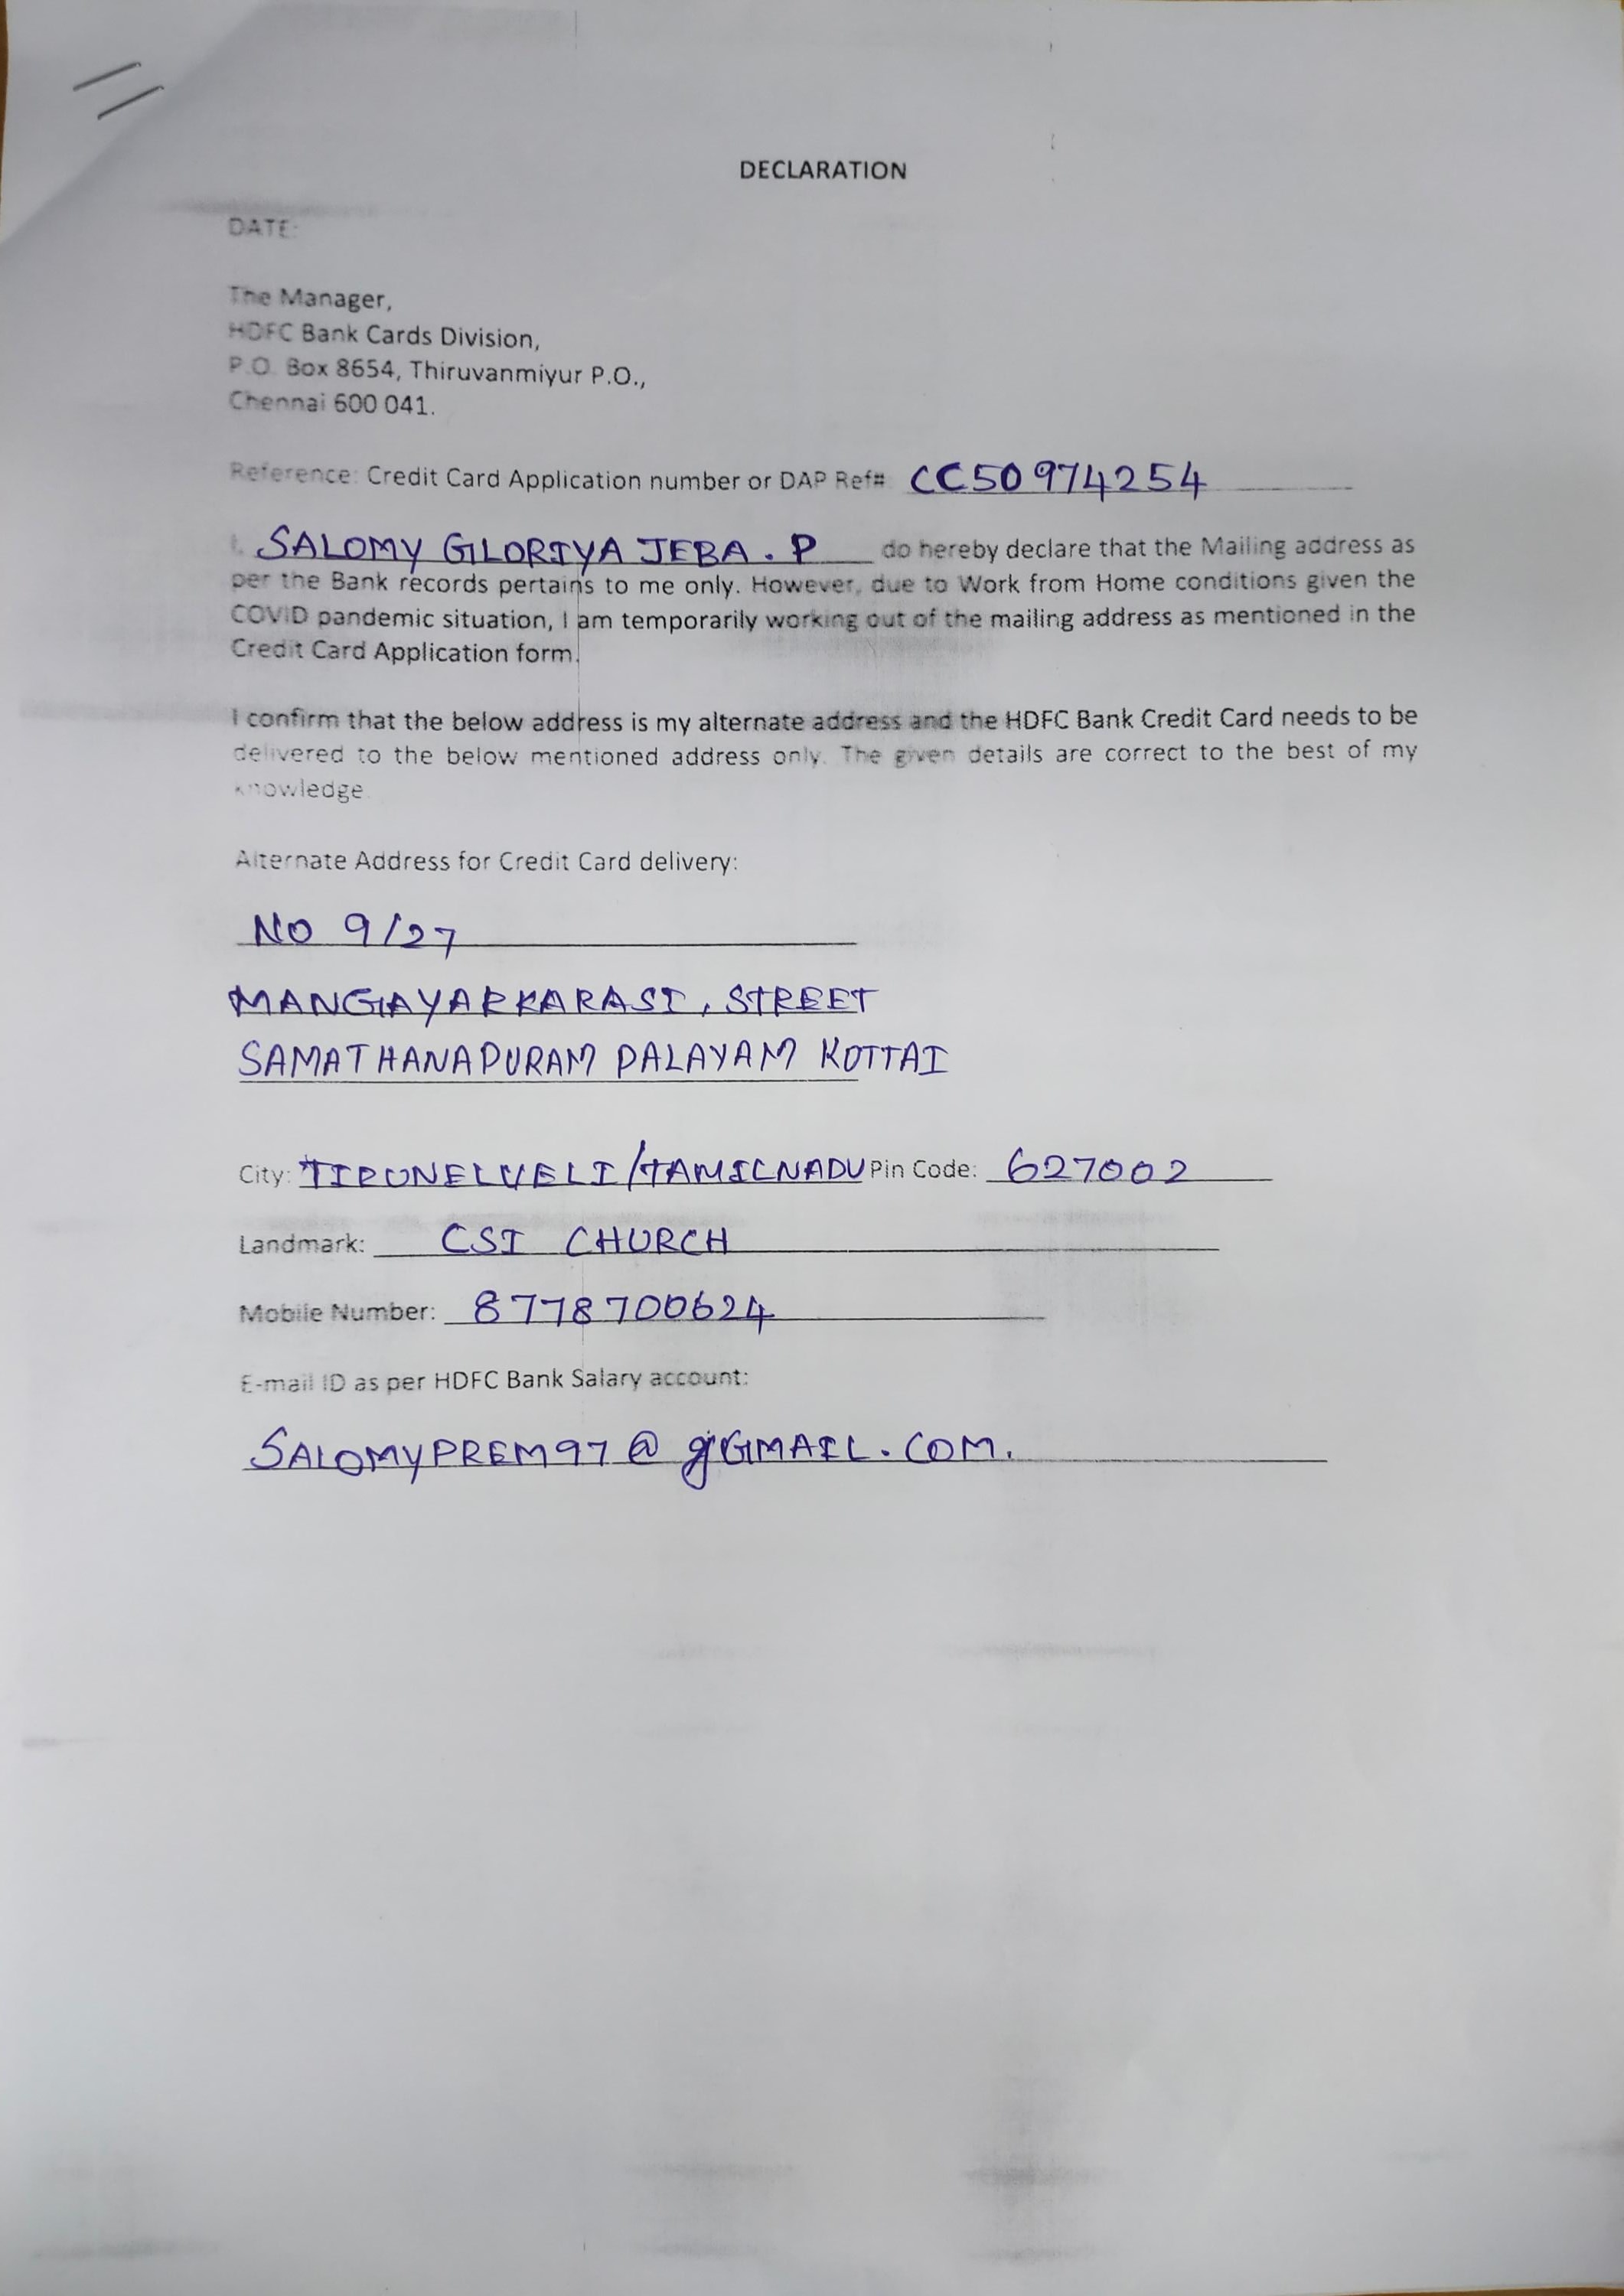 DECLARATION
DATE:
The Manager,
HDFC Bank Cards Division,
P.O. Box 8654, Thiruvanmiyur P.O.,
Chennai 600 041.
Reference: Credit Card Application number or DAP Ref# CC50974254
I, SALOMY GLORIYA JEBA . P do hereby declare that the Mailing address as
per the Bank records pertains to me only. However, due to Work from Home conditions given the
COVID pandemic situation, I am temporarily working out of the mailing address as mentioned in the
Credit Card Application form.
I confirm that the below address is my alternate address and the HDFC Bank Credit Card needs to be
delivered to the below mentioned address only. The given details are correct to the best of my
knowledge.
Alternate Address for Credit Card delivery:
NO 9/27
MANGAYARKARASI, STREET
SAMATHANAPURAM PALAYAM KOTTAI
City: TIRUNELVELI/TAMILNADU Pin Code: 627002
Landmark: CSI CHURCH
Mobile Number: 8778700624
E-mail ID as per HDFC Bank Salary account:
SALOMYPREM97@GMAIL.COM.